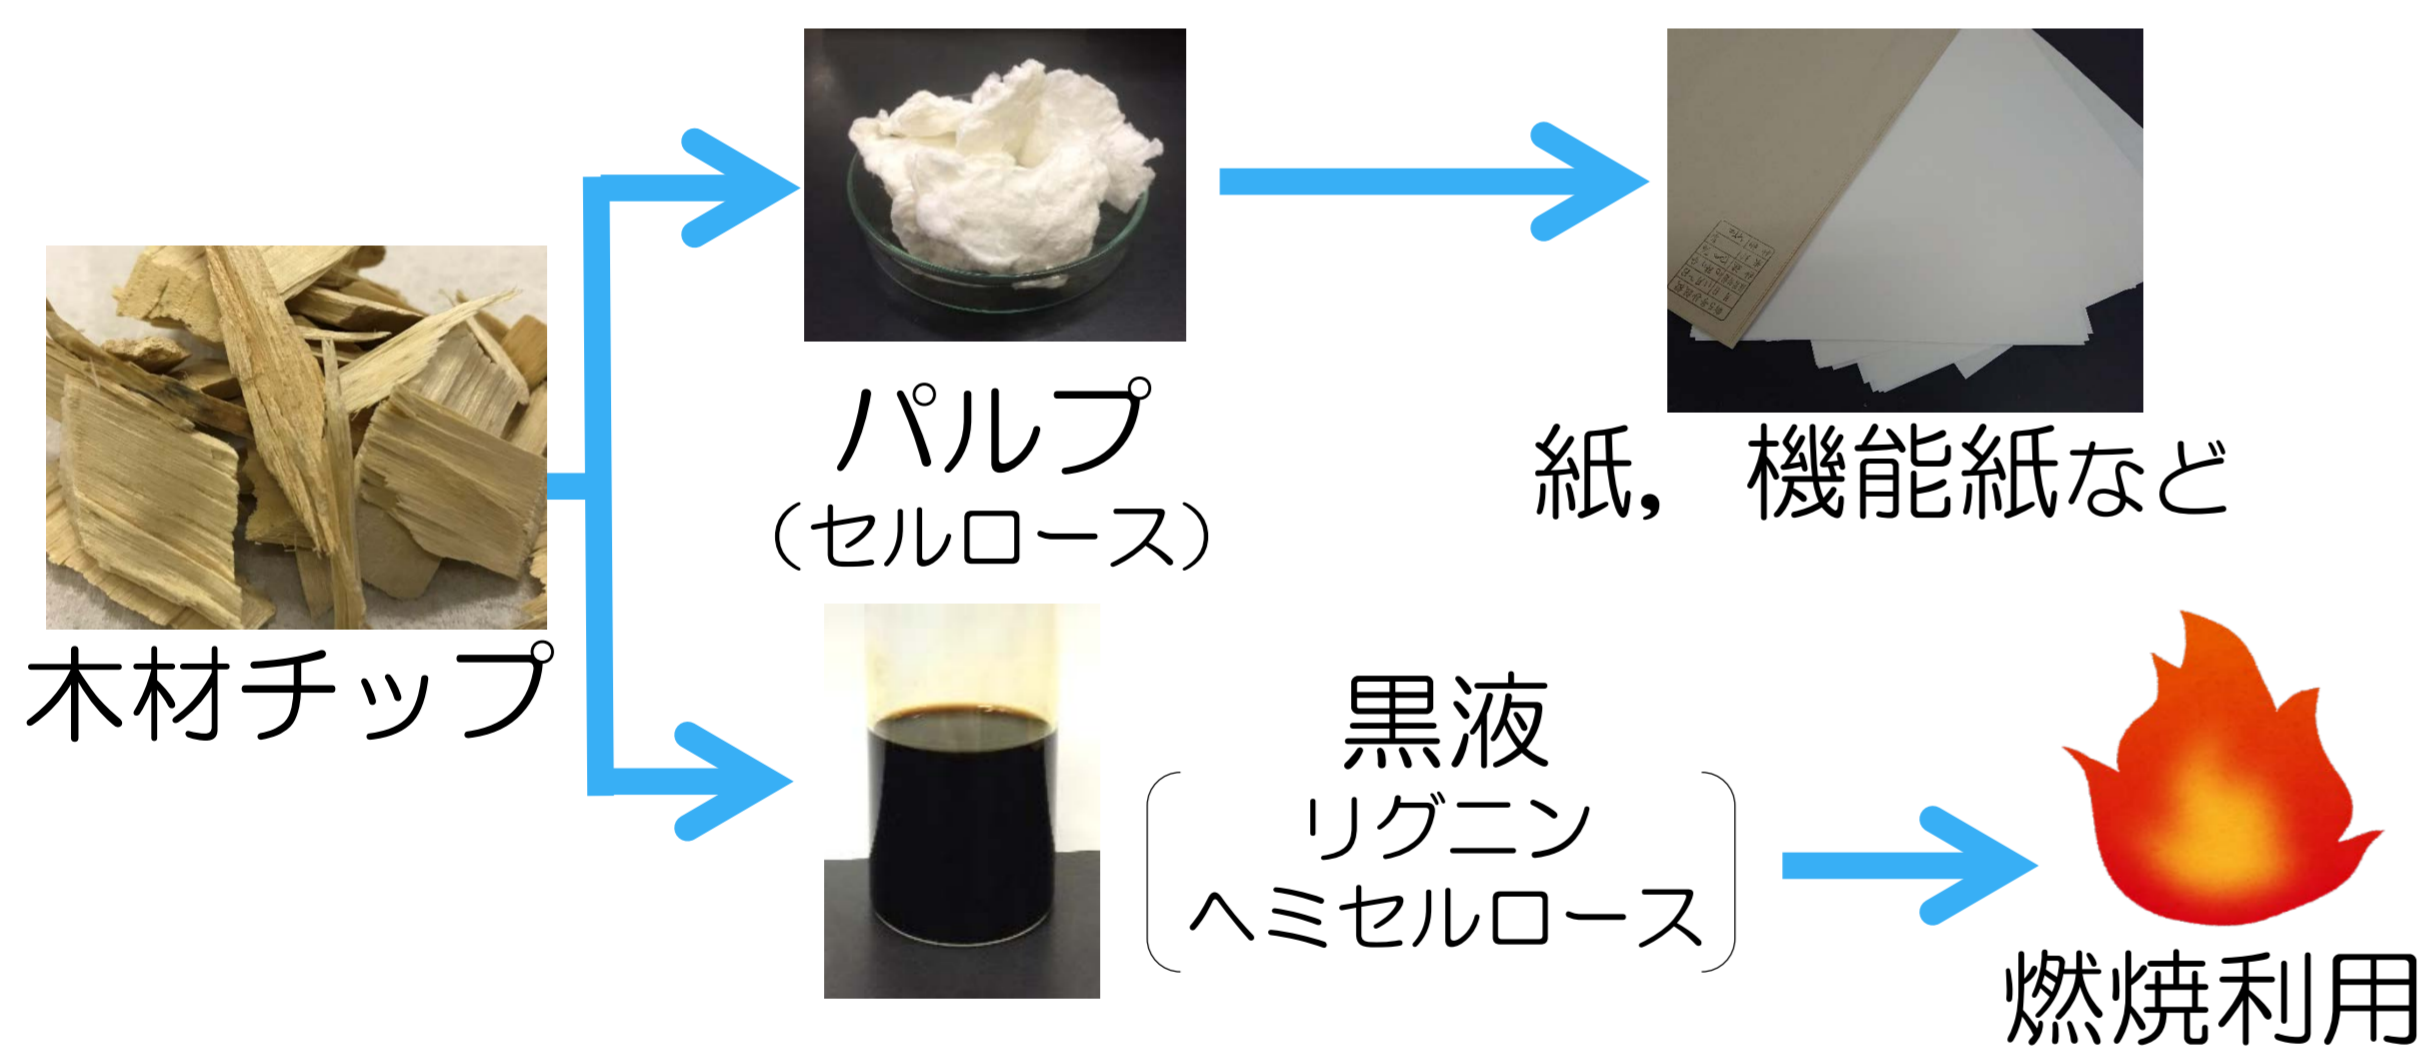 木材チップ
パルプ
（セルロース）
紙，機能紙など
黒液
リグニン
ヘミセルロース
燃焼利用